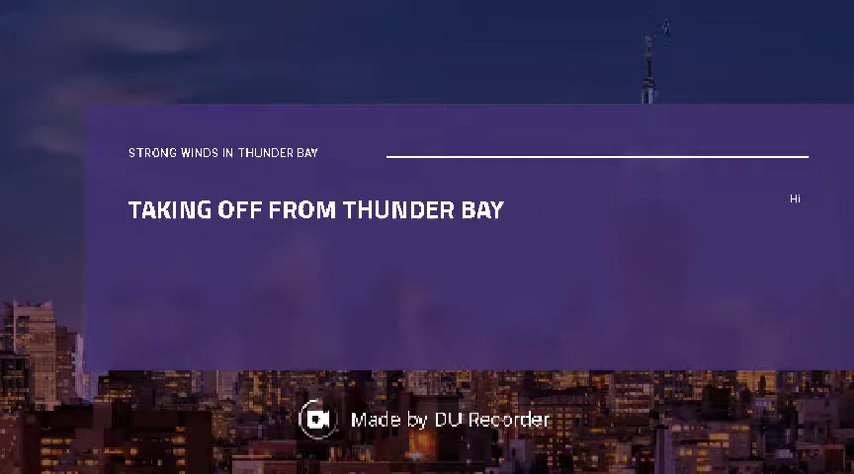 STRONG WINDS IN THUNDER BAY
TAKING OFF FROM THUNDER BAY
Hi
Made by DU Recorder